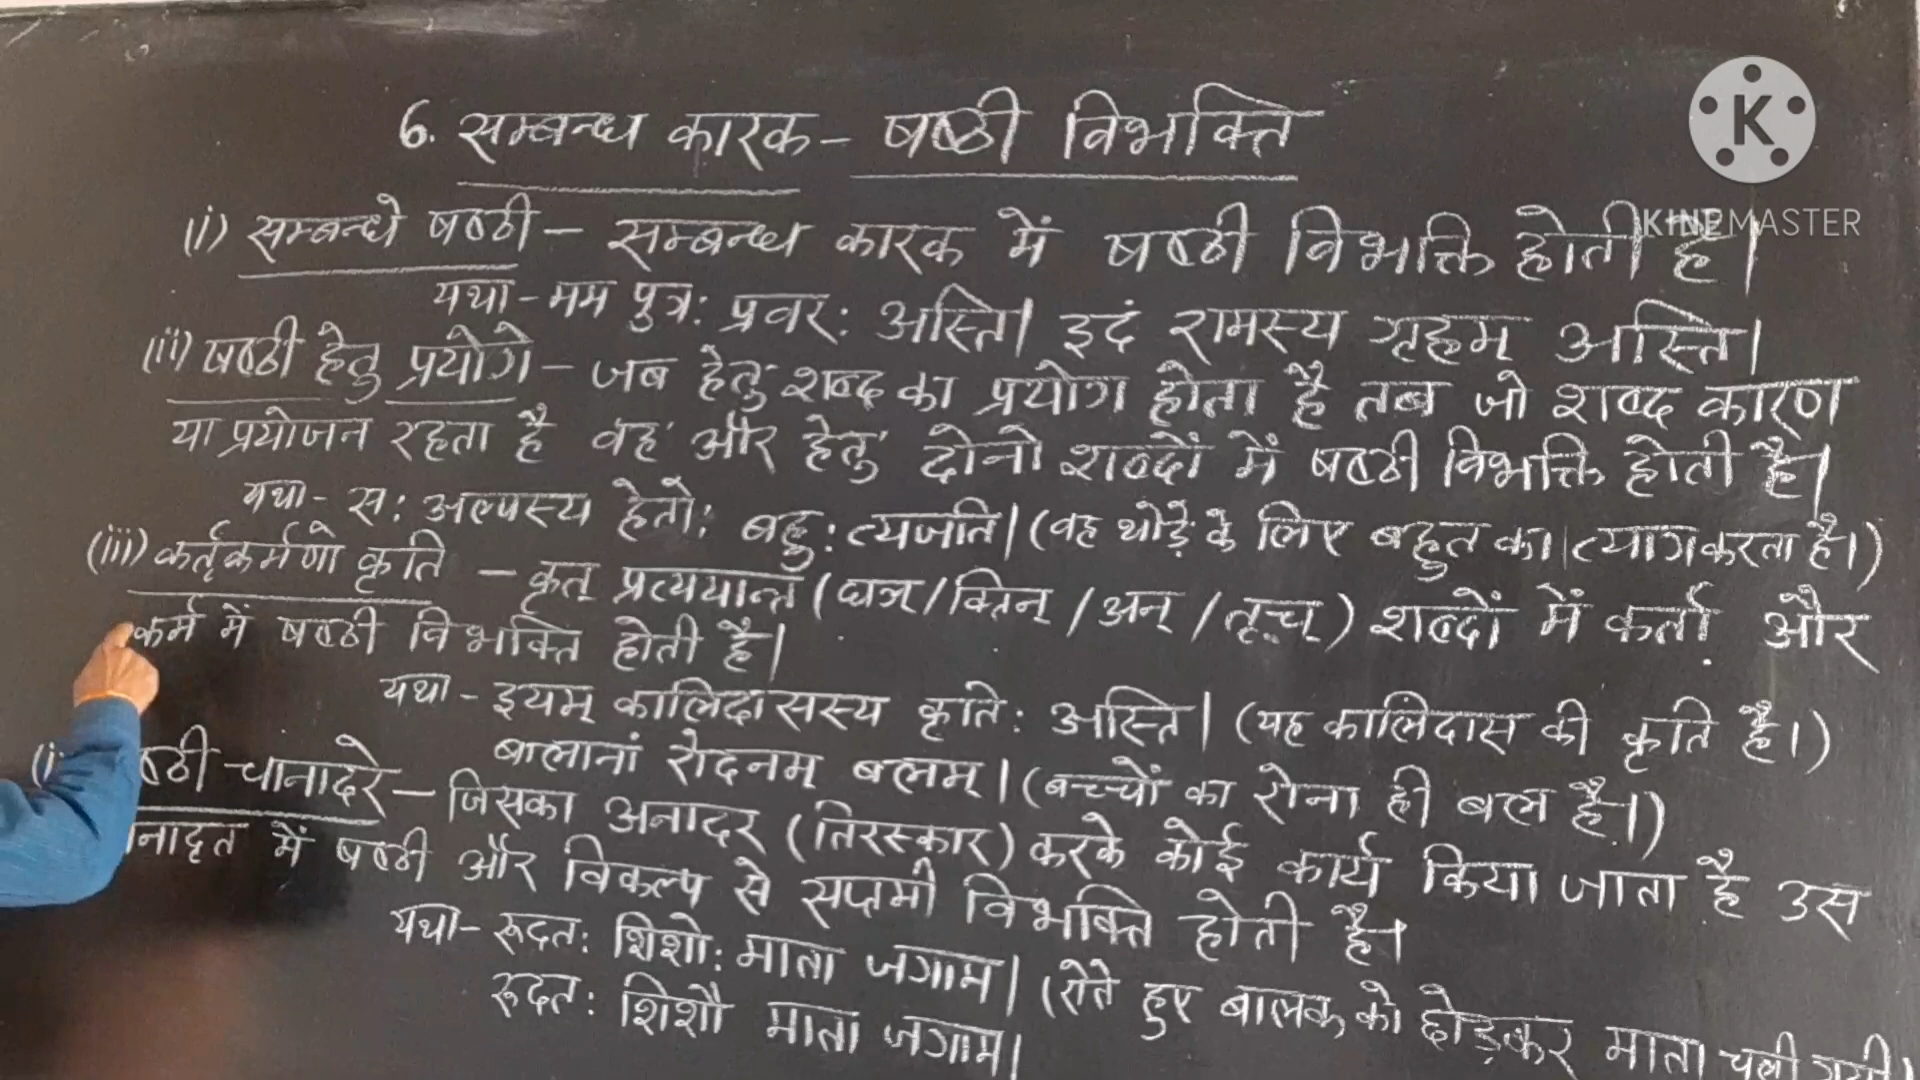 6. सम्बन्ध कारक - षष्ठी विभक्ति
K
KINEMASTER
(i) सम्बन्धे षष्ठी - सम्बन्ध कारक में षष्ठी विभक्ति होती है।
यथा - मम पुत्रः प्रवरः अस्ति। इदं रामस्य गृहम् अस्ति।
(ii) षष्ठी हेतु प्रयोगे - जब हेतु शब्द का प्रयोग होता है तब जो शब्द कारण
या प्रयोजन रहता है वह और हेतु दोनो शब्दों में षष्ठी विभक्ति होती है।
यथा - सः अल्पस्य हेतोः बहुः त्यजति। (वह थोड़े के लिए बहुत का त्याग करता है।)
(iii) कर्तृकर्मणो कृति - कृत् प्रत्ययान्त (घञ् / क्तिन् / अन् / तृच्) शब्दों में कर्ता और
कर्म में षष्ठी विभक्ति होती है।
यथा - इयम् कालिदासस्य कृतिः अस्ति। (यह कालिदास की कृति है।)
बालानां रोदनम् बलम्। (बच्चों का रोना ही बल है।)
(i ष्ठी चानादरे - जिसका अनादर (तिरस्कार) करके कोई कार्य किया जाता है उस
नादृत में षष्ठी और विकल्प से सप्तमी विभक्ति होती है।
यथा - रूदतः शिशोः माता जगाम। (रोते हुए बालक को छोड़कर माता चली गयी।)
रूदतः शिशौ माता जगाम।